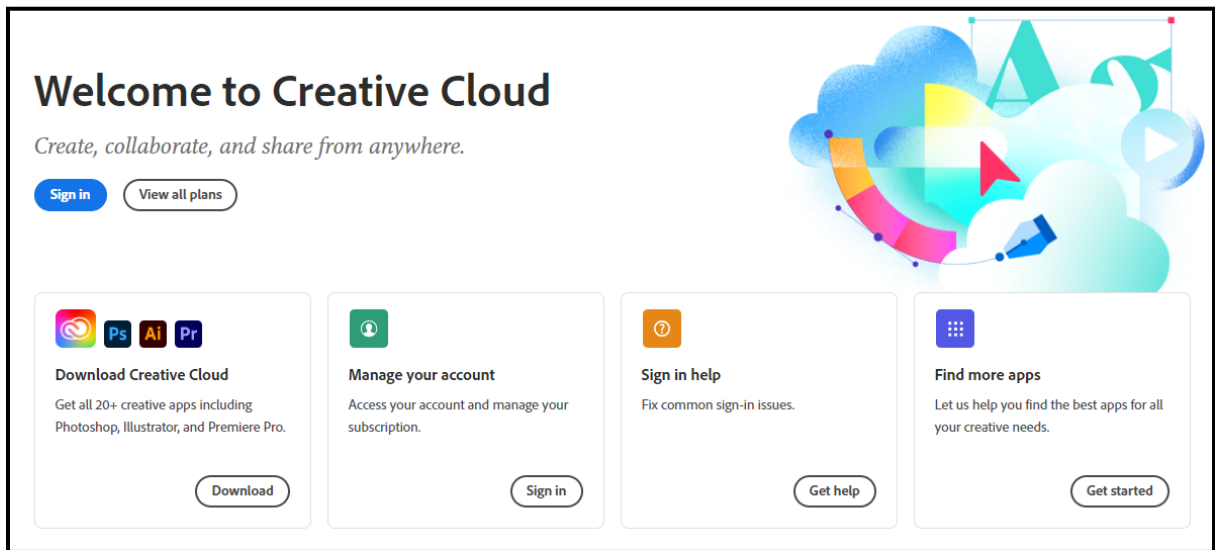 Welcome to Creative Cloud
Create, collaborate, and share from anywhere.
Sign in
View all plans
Ag
Ps Ai Pr
Download Creative Cloud
Get all 20+ creative apps including
Photoshop, Illustrator, and Premiere Pro.
Download
Manage your account
Access your account and manage your
subscription.
Sign in
?
Sign in help
Fix common sign-in issues.
Get help
Find more apps
Let us help you find the best apps for all
your creative needs.
Get started